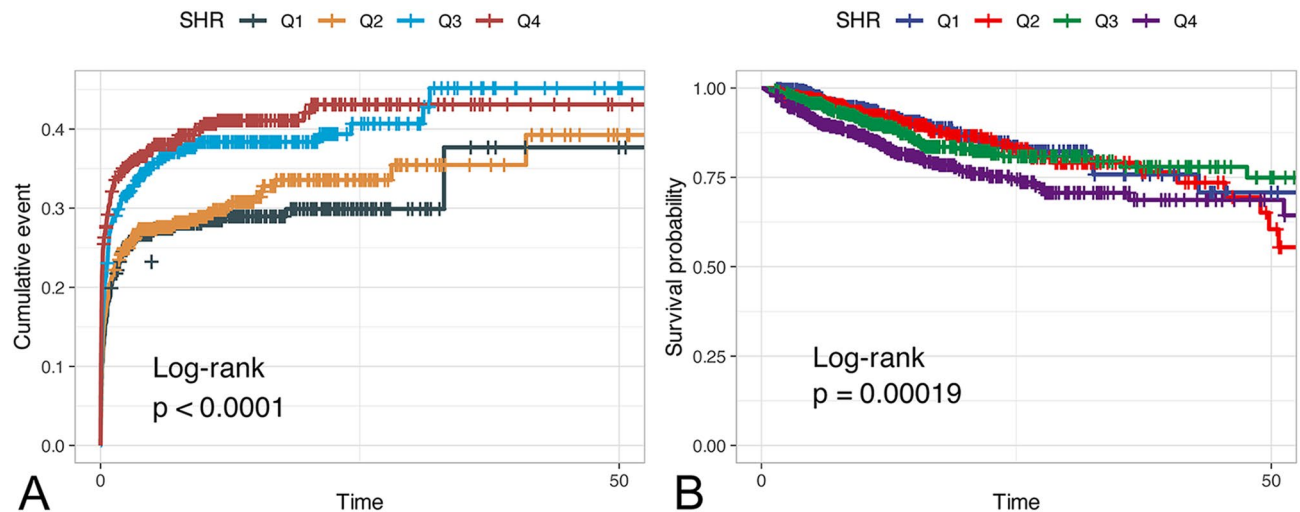 SHR Q1 Q2 Q3 Q4
Cumulative event
0.4
0.3
0.2
0.1
0.0
Log-rank
p < 0.0001
0 50
Time
A
SHR Q1 Q2 Q3 Q4
Survival probability
1.00
0.75
0.50
0.25
0.00
Log-rank
p = 0.00019
0 50
Time
B